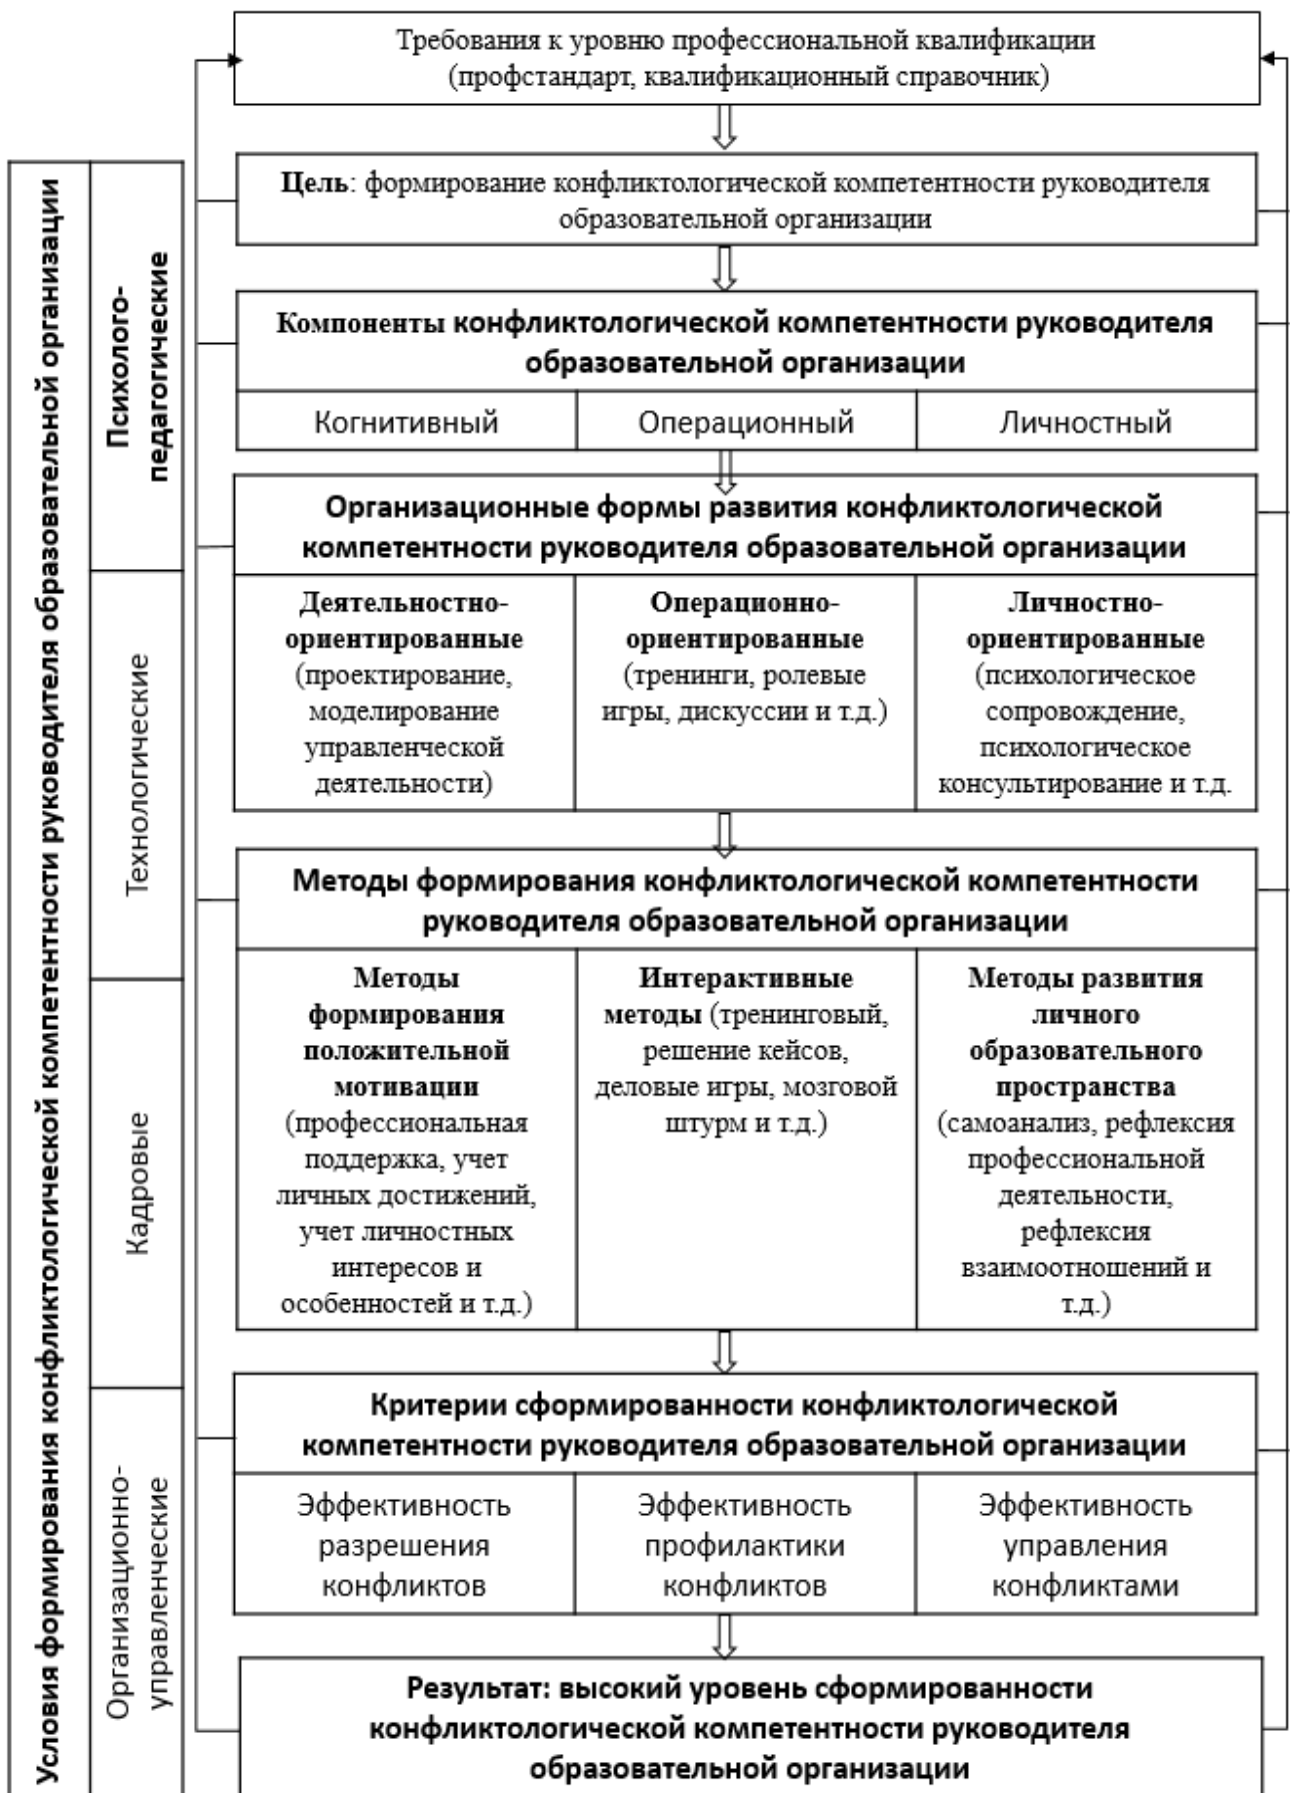 Требования к уровню профессиональной квалификации
(профстандарт, квалификационный справочник)
Условия формирования конфликтологической компетентности руководителя образовательной организации
Психолого-
педагогические
Технологические
Кадровые
Организационно-
управленческие
Цель: формирование конфликтологической компетентности руководителя
образовательной организации
Компоненты конфликтологической компетентности руководителя
образовательной организации
Когнитивный
Операционный
Личностный
Организационные формы развития конфликтологической
компетентности руководителя образовательной организации
Деятельностно-
ориентированные
(проектирование,
моделирование
управленческой
деятельности)
Операционно-
ориентированные
(тренинги, ролевые
игры, дискуссии и т.д.)
Личностно-
ориентированные
(психологическое
сопровождение,
психологическое
консультирование и т.д.
Методы формирования конфликтологической компетентности
руководителя образовательной организации
Методы
формирования
положительной
мотивации
(профессиональная
поддержка, учет
личных достижений,
учет личностных
интересов и
особенностей и т.д.)
Интерактивные
методы (тренинговый,
решение кейсов,
деловые игры, мозговой
штурм и т.д.)
Методы развития
личного
образовательного
пространства
(самоанализ, рефлексия
профессиональной
деятельности,
рефлексия
взаимоотношений и
т.д.)
Критерии сформированности конфликтологической
компетентности руководителя образовательной организации
Эффективность
разрешения
конфликтов
Эффективность
профилактики
конфликтов
Эффективность
управления
конфликтами
Результат: высокий уровень сформированности
конфликтологической компетентности руководителя
образовательной организации